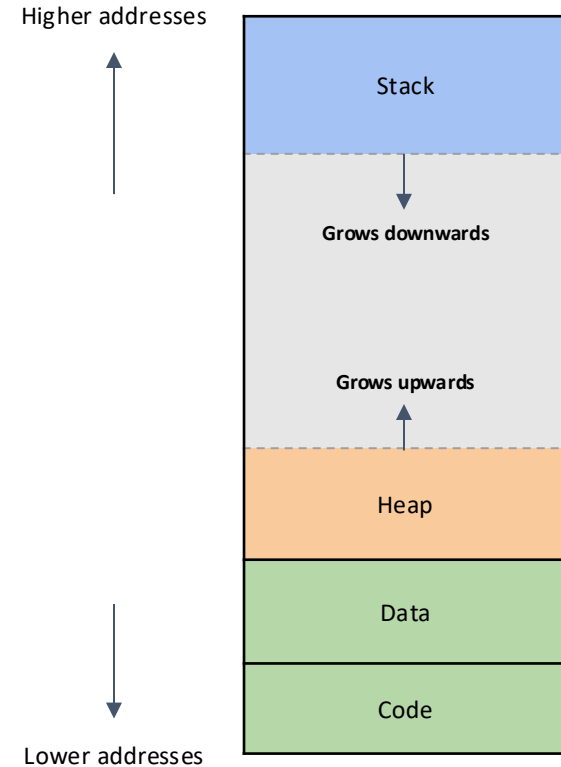 Higher addresses
Stack
Grows downwards
Grows upwards
Heap
Data
Code
Lower addresses